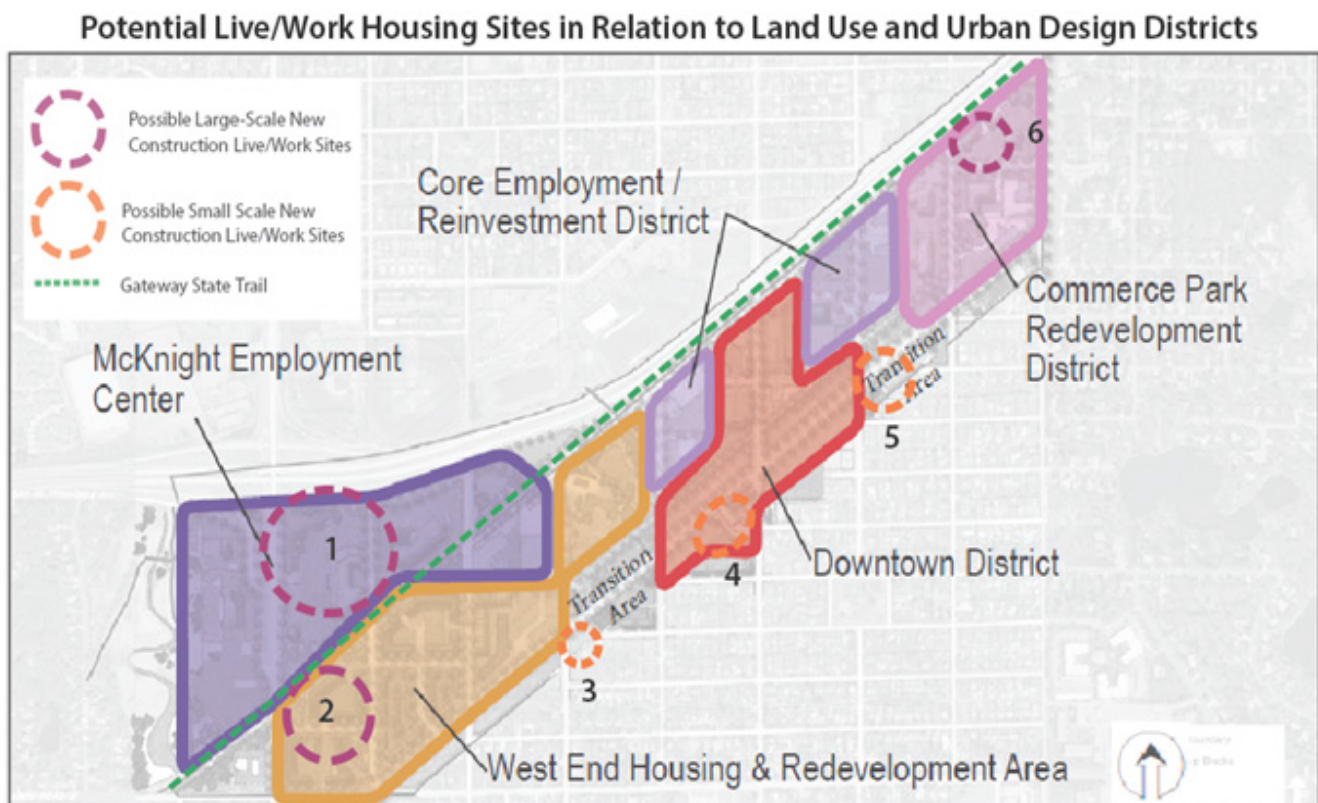 Potential Live/Work Housing Sites in Relation to Land Use and Urban Design Districts
Possible Large-Scale New
Construction Live/Work Sites
Possible Small Scale New
Construction Live/Work Sites
Gateway State Trail
6
Core Employment /
Reinvestment District
Commerce Park
Redevelopment
District
McKnight Employment
Center
Transition
Area
5
1
4
Downtown District
Transition
Area
3
2
West End Housing & Redevelopment Area